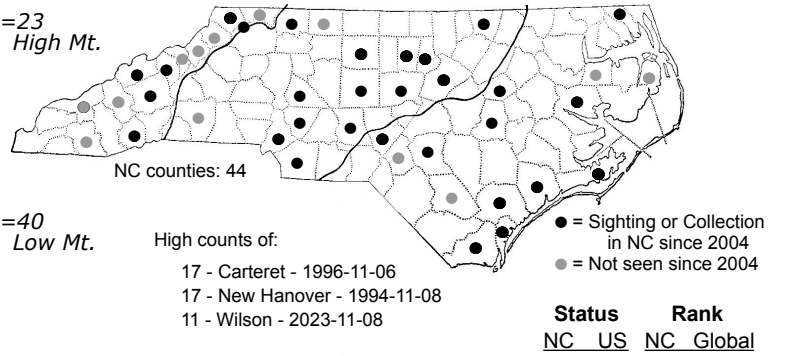 =23
High Mt.
NC counties: 44
=40
Low Mt.
High counts of:
17 - Carteret - 1996-11-06
17 - New Hanover - 1994-11-08
11 - Wilson - 2023-11-08
= Sighting or Collection
in NC since 2004
= Not seen since 2004
Status Rank
NC US NC Global